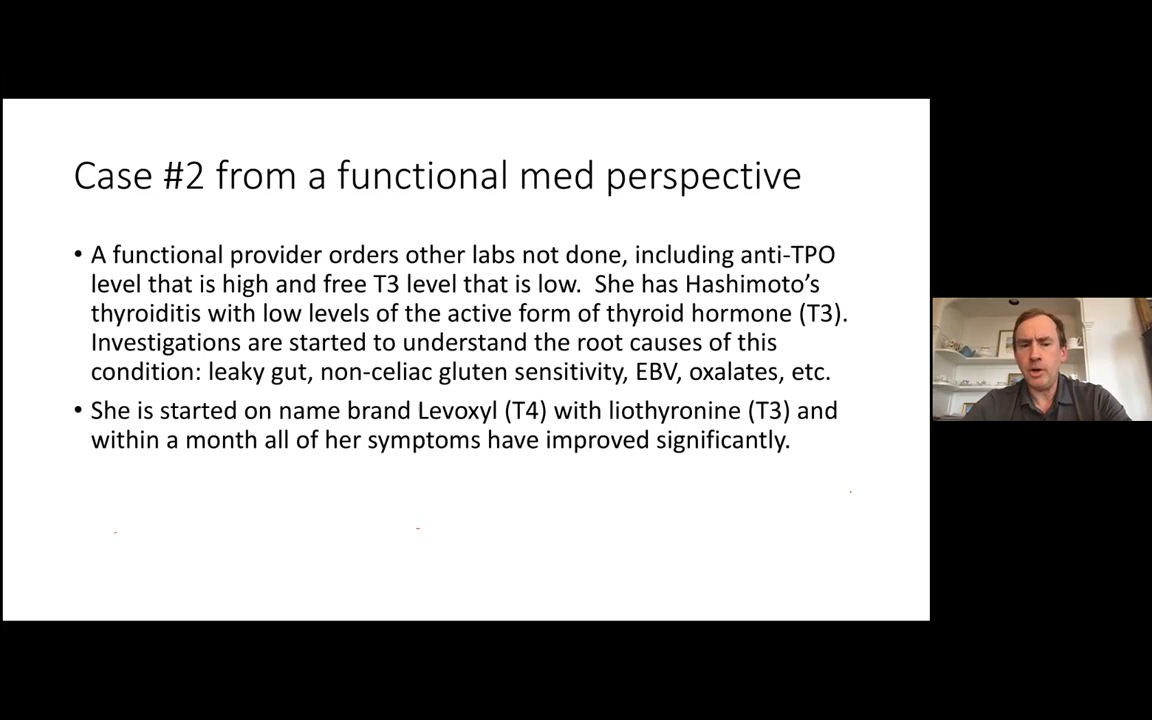 Case #2 from a functional med perspective
• A functional provider orders other labs not done, including anti-TPO
level that is high and free T3 level that is low.  She has Hashimoto’s
thyroiditis with low levels of the active form of thyroid hormone (T3).
Investigations are started to understand the root causes of this
condition: leaky gut, non-celiac gluten sensitivity, EBV, oxalates, etc.
• She is started on name brand Levoxyl (T4) with liothyronine (T3) and
within a month all of her symptoms have improved significantly.